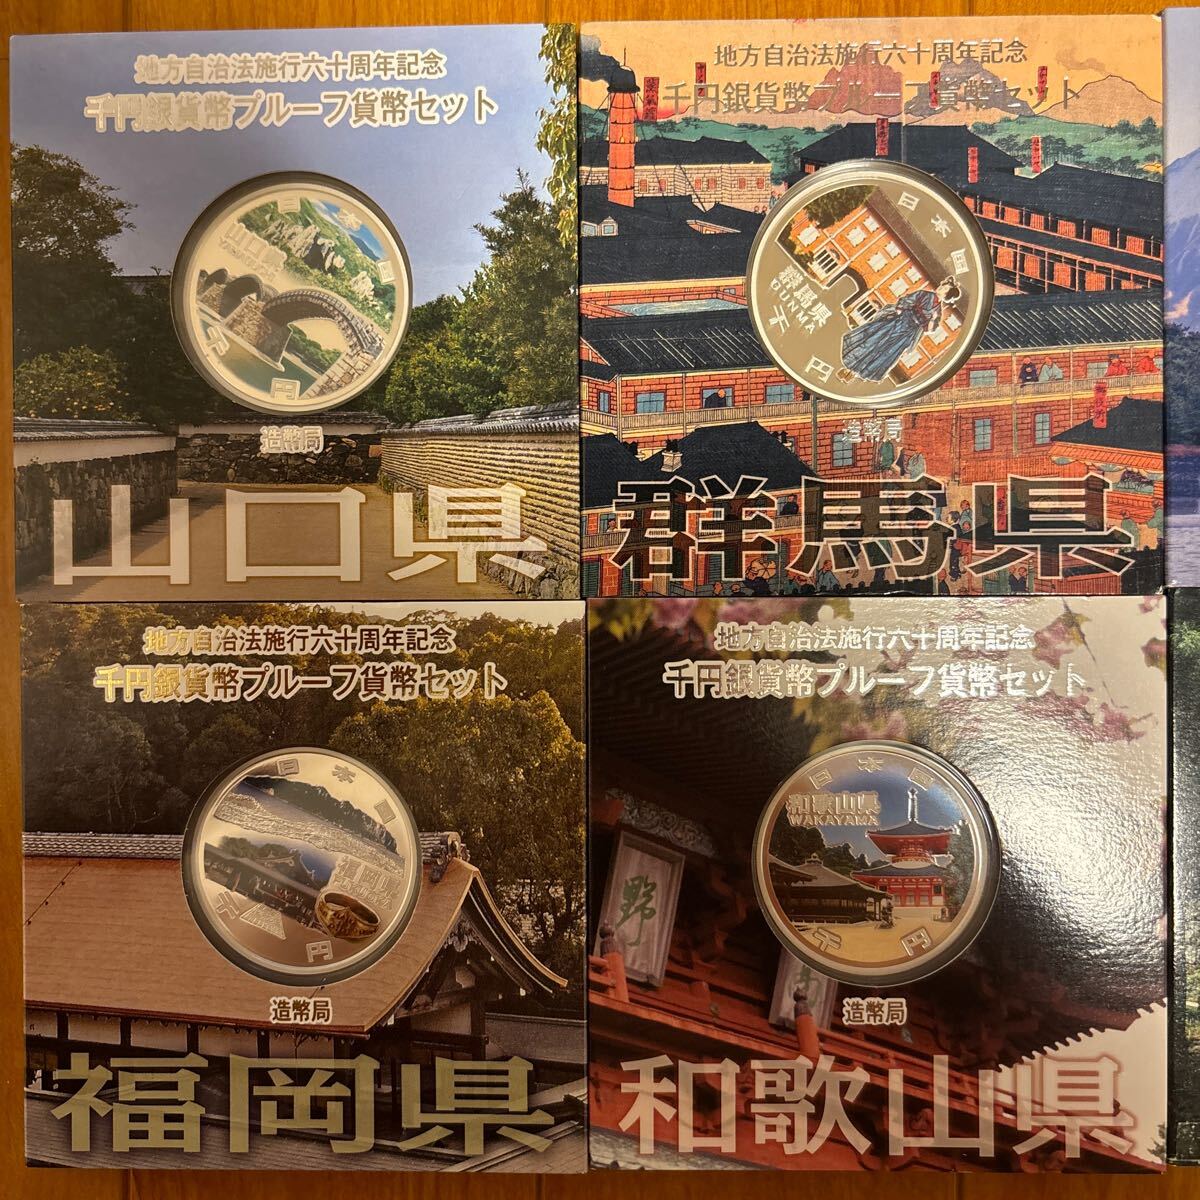 地方自治法施行六十周年記念
千円銀貨幣プルーフ貨幣セット
日本国
山口県
千円
造幣局
山口県
地方自治法施行六十周年記念
千円銀貨幣プルーフ貨幣セット
日本国
群馬県
GUNMA
千円
造幣局
群馬県
地方自治法施行六十周年記念
千円銀貨幣プルーフ貨幣セット
日本国
福岡県
千円
造幣局
福岡県
地方自治法施行六十周年記念
千円銀貨幣プルーフ貨幣セット
日本国
和歌山県
WAKAYAMA
千円
野
造幣局
和歌山県